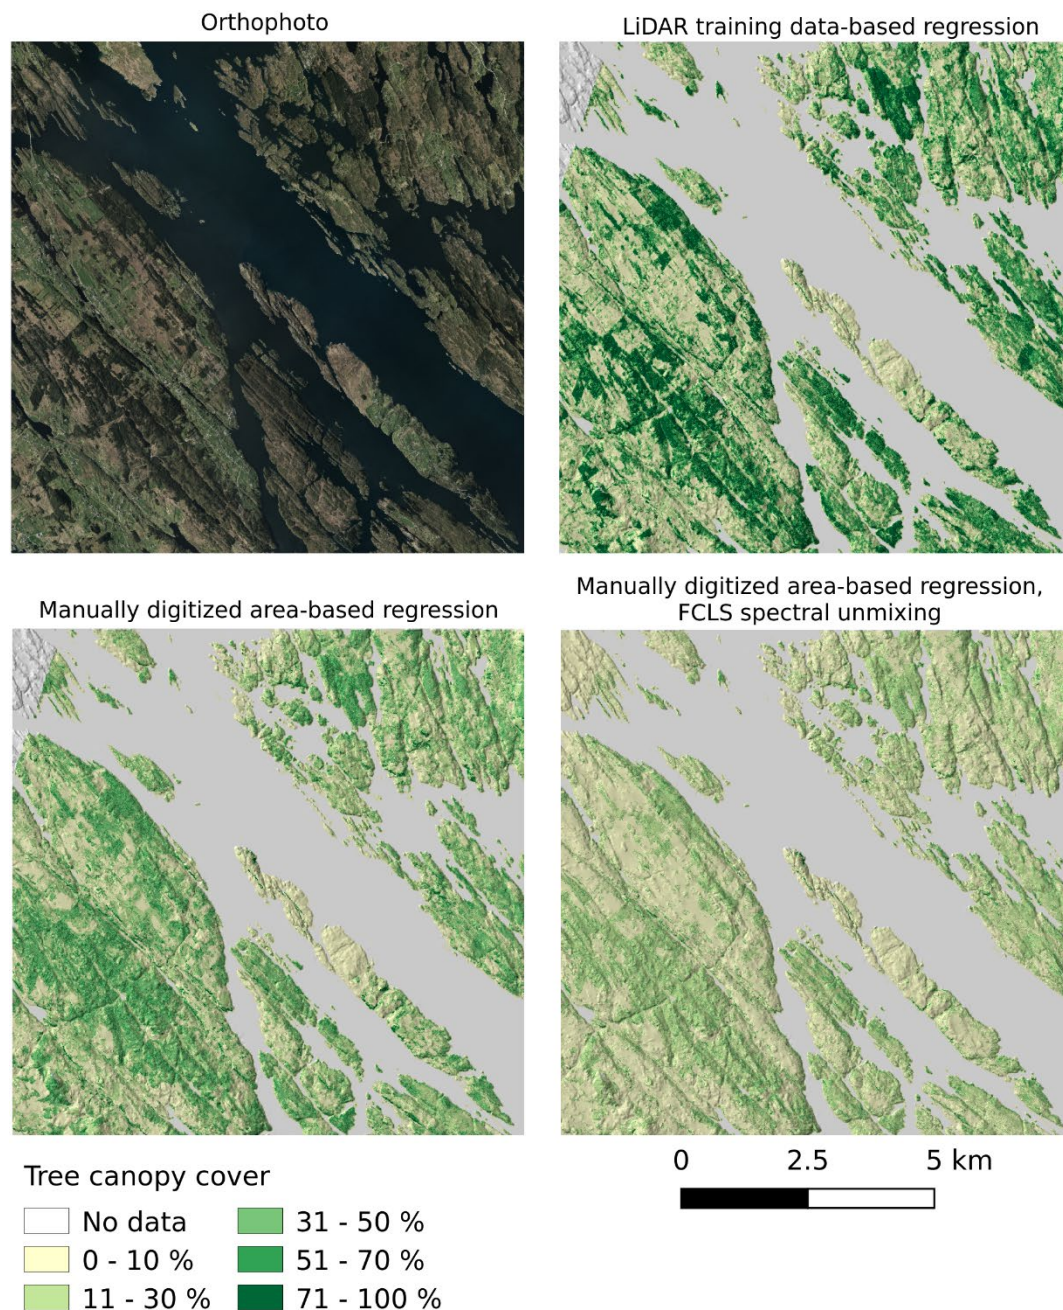 Orthophoto
LiDAR training data-based regression
Manually digitized area-based regression
Manually digitized area-based regression,
FCLS spectral unmixing
Tree canopy cover
No data
0 - 10 %
11 - 30 %
31 - 50 %
51 - 70 %
71 - 100 %
0 2.5 5 km